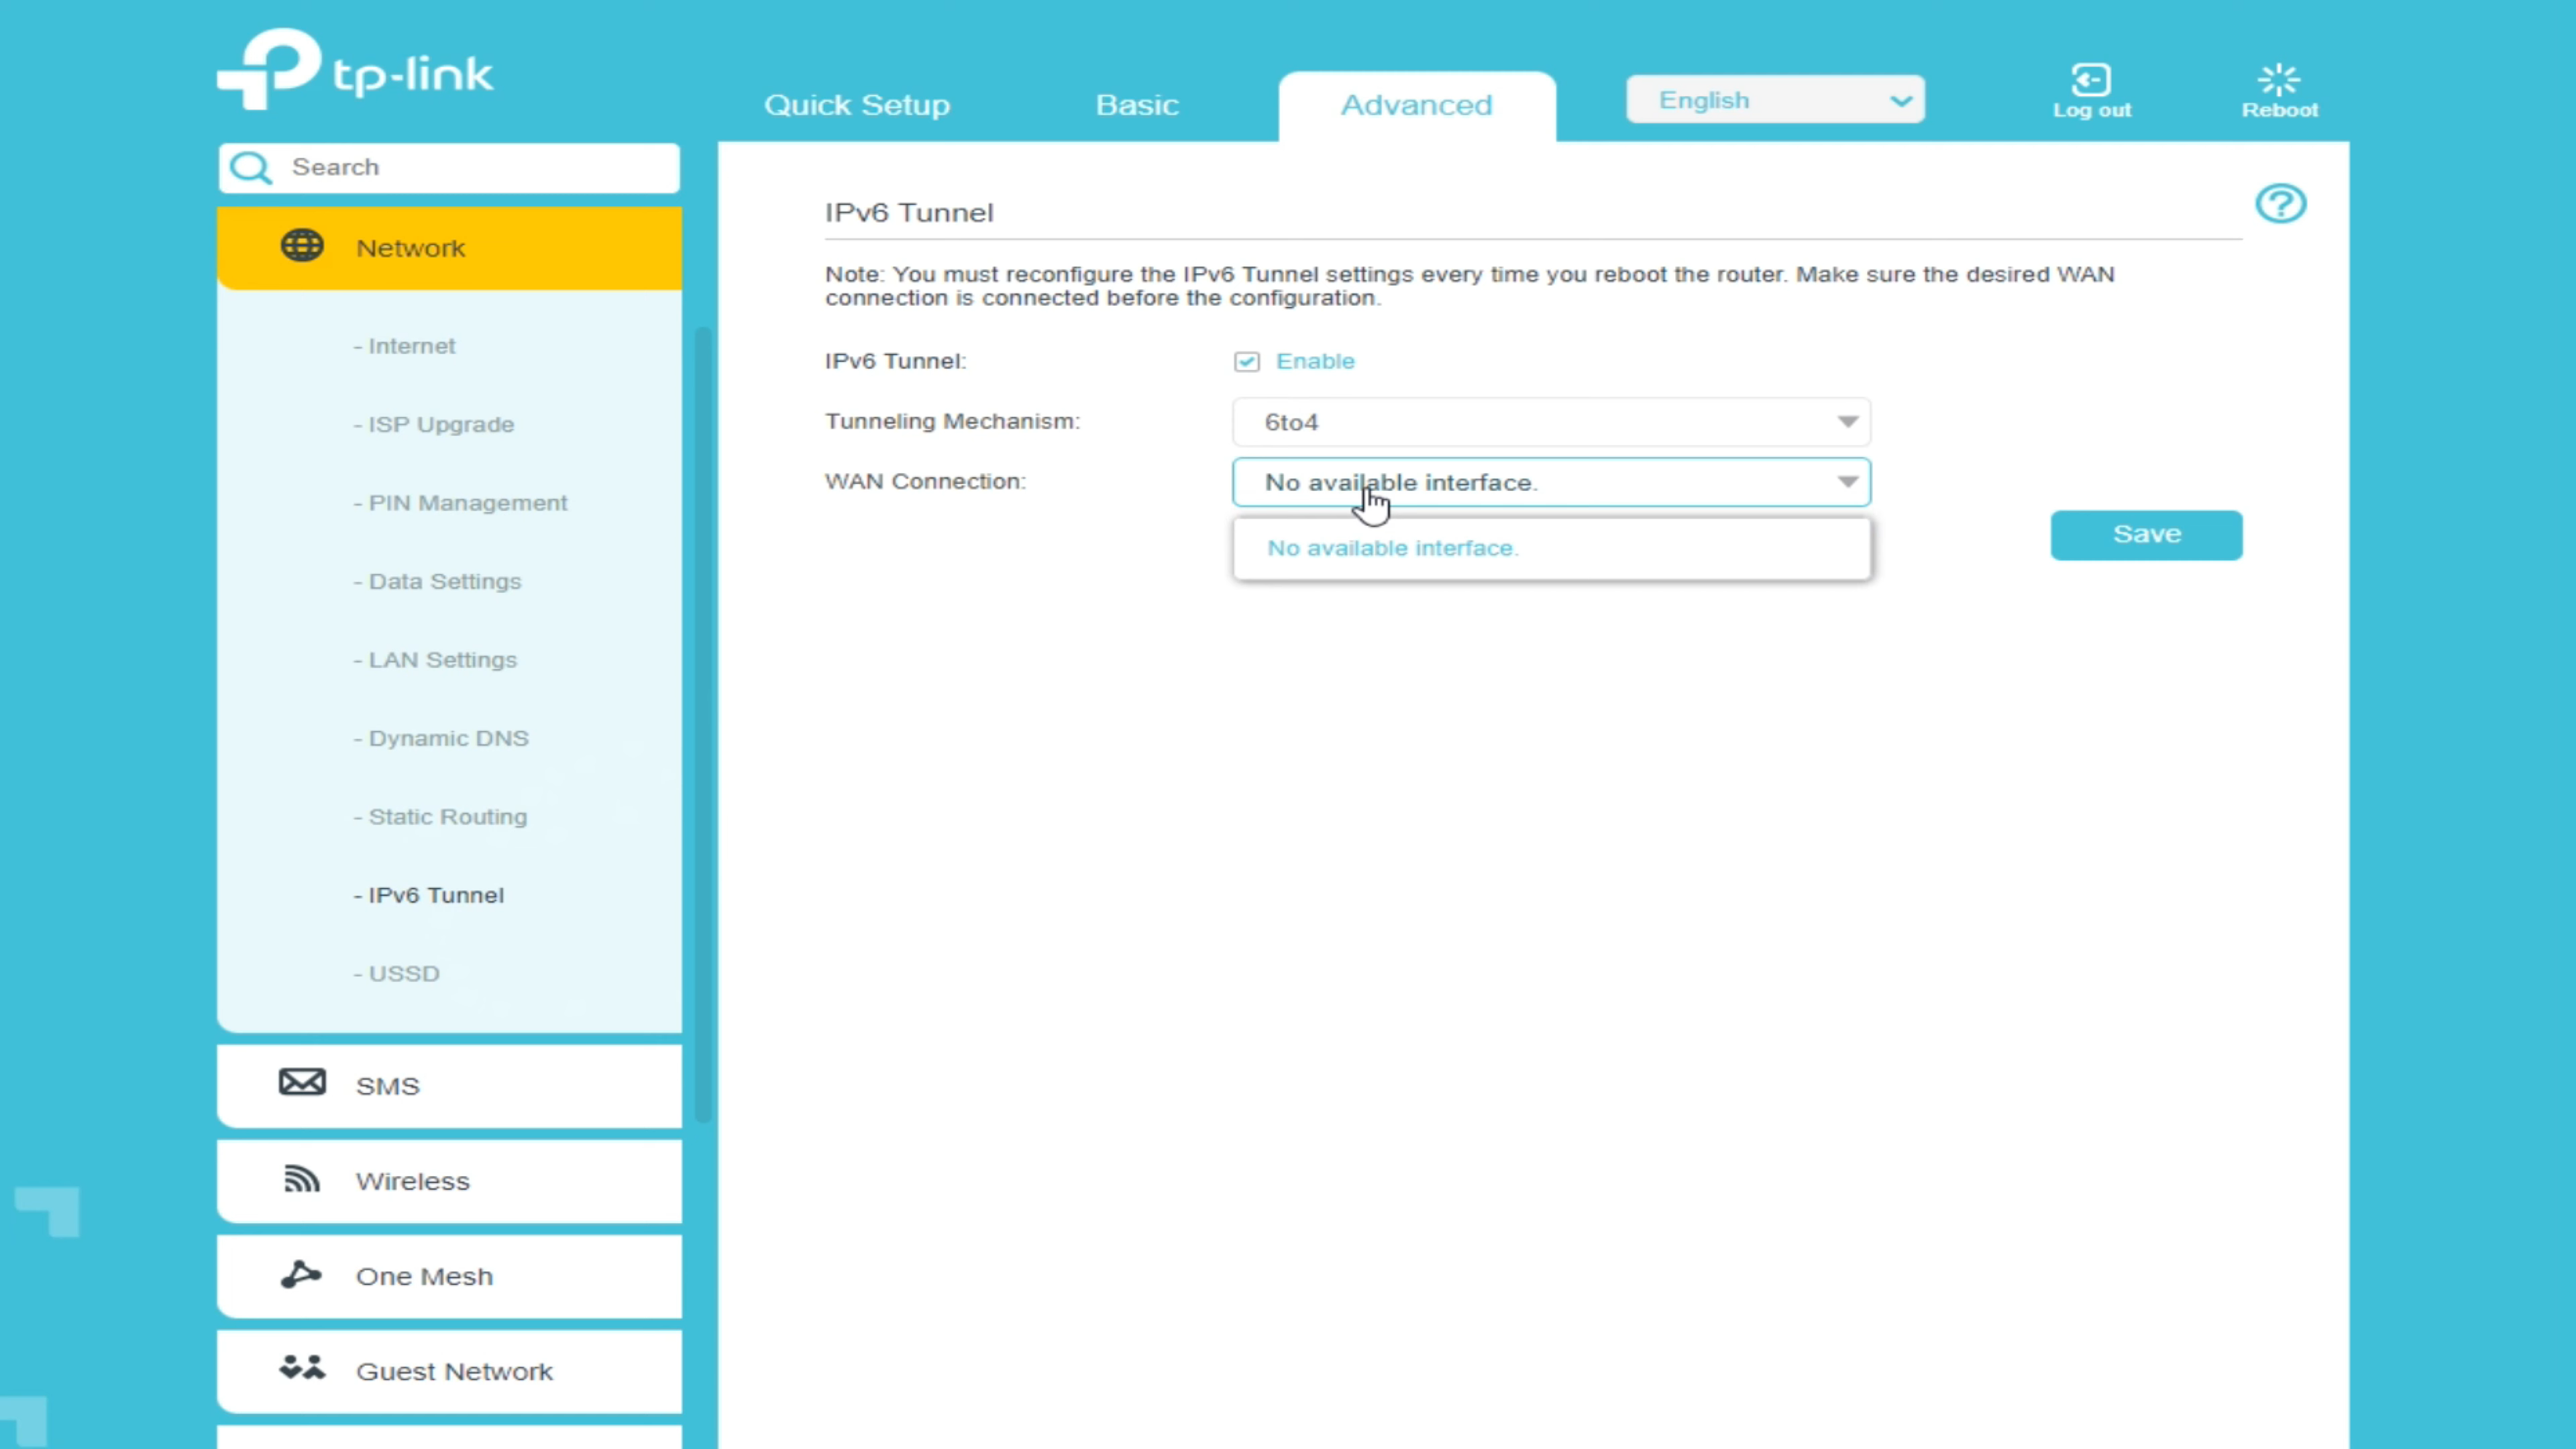 tp-link
Quick Setup
Basic
Advanced
English
Log out
Reboot
Search
Network
- Internet
- ISP Upgrade
- PIN Management
- Data Settings
- LAN Settings
- Dynamic DNS
- Static Routing
- IPv6 Tunnel
- USSD
SMS
Wireless
One Mesh
Guest Network
IPv6 Tunnel
?
Note: You must reconfigure the IPv6 Tunnel settings every time you reboot the router. Make sure the desired WAN
connection is connected before the configuration.
IPv6 Tunnel: Enable
Tunneling Mechanism: 6to4
WAN Connection: No available interface.
No available interface.
Save